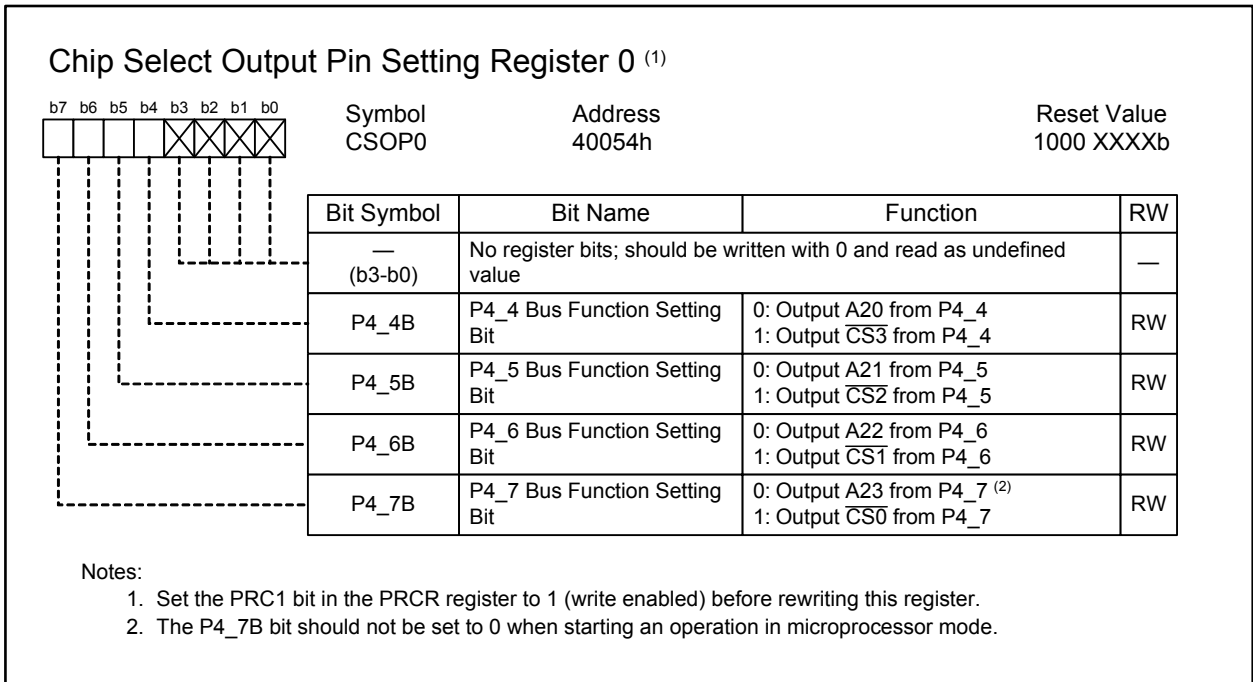 Chip Select Output Pin Setting Register 0 (1)
b7 b6 b5 b4 b3 b2 b1 b0
Symbol Address Reset Value
CSOP0 40054h 1000 XXXXb
Bit Symbol Bit Name Function RW
— (b3-b0) No register bits; should be written with 0 and read as undefined
value —
P4_4B P4_4 Bus Function Setting
Bit 0: Output A20 from P4_4
1: Output C̅S̅3̅ from P4_4 RW
P4_5B P4_5 Bus Function Setting
Bit 0: Output A21 from P4_5
1: Output C̅S̅2̅ from P4_5 RW
P4_6B P4_6 Bus Function Setting
Bit 0: Output A22 from P4_6
1: Output C̅S̅1̅ from P4_6 RW
P4_7B P4_7 Bus Function Setting
Bit 0: Output A23 from P4_7 (2)
1: Output C̅S̅0̅ from P4_7 RW
Notes:
1. Set the PRC1 bit in the PRCR register to 1 (write enabled) before rewriting this register.
2. The P4_7B bit should not be set to 0 when starting an operation in microprocessor mode.